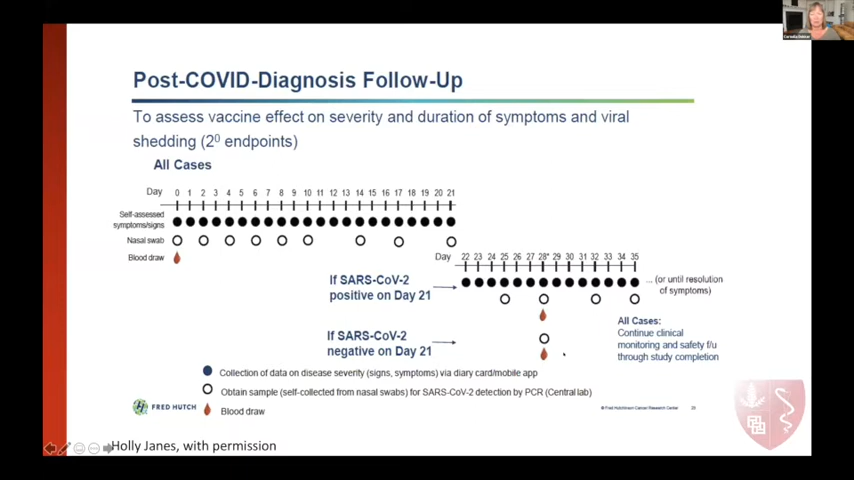 Post-COVID-Diagnosis Follow-Up
To assess vaccine effect on severity and duration of symptoms and viral
shedding (2⁰ endpoints)
All Cases
Day 0 1 2 3 4 5 6 7 8 9 10 11 12 13 14 15 16 17 18 19 20 21
Self-assessed
symptoms/signs
Nasal swab
Blood draw
Day 22 23 24 25 26 27 28* 29 30 31 32 33 34 35
If SARS-CoV-2
positive on Day 21
... (or until resolution
of symptoms)
If SARS-CoV-2
negative on Day 21
All Cases:
Continue clinical
monitoring and safety f/u
through study completion
Collection of data on disease severity (signs, symptoms) via diary card/mobile app
Obtain sample (self-collected from nasal swabs) for SARS-CoV-2 detection by PCR (Central lab)
Blood draw
FRED HUTCH
© Fred Hutchinson Cancer Research Center
Holly Janes, with permission